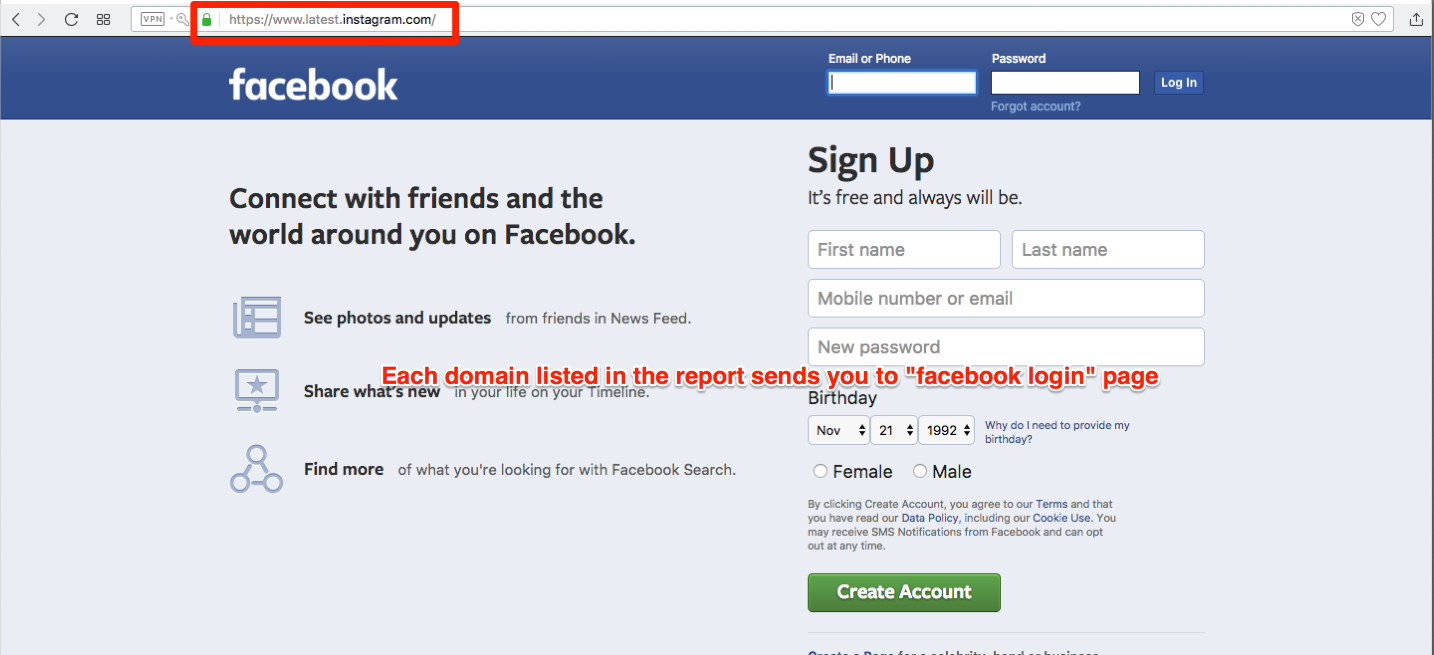 VPN
https://www.latest.instagram.com/
facebook
Email or Phone
Password
Log In
Forgot account?
Connect with friends and the
world around you on Facebook.
See photos and updates from friends in News Feed.
Share what's new in your life on your Timeline.
Find more of what you're looking for with Facebook Search.
Sign Up
It's free and always will be.
First name
Last name
Mobile number or email
New password
Each domain listed in the report sends you to "facebook login" page
Birthday
Nov 21 1992
Why do I need to provide my
birthday?
Female Male
By clicking Create Account, you agree to our Terms and that
you have read our Data Policy, including our Cookie Use. You
may receive SMS Notifications from Facebook and can opt
out at any time.
Create Account
Create a Page for a celebrity, band or business.